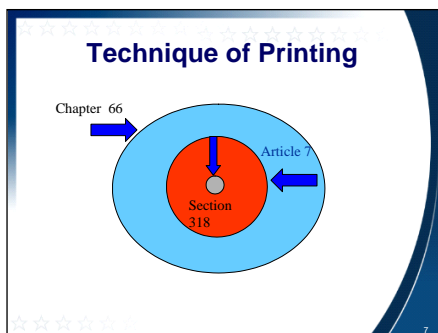 Technique of Printing
Chapter 66
Article 7
Section
318
7